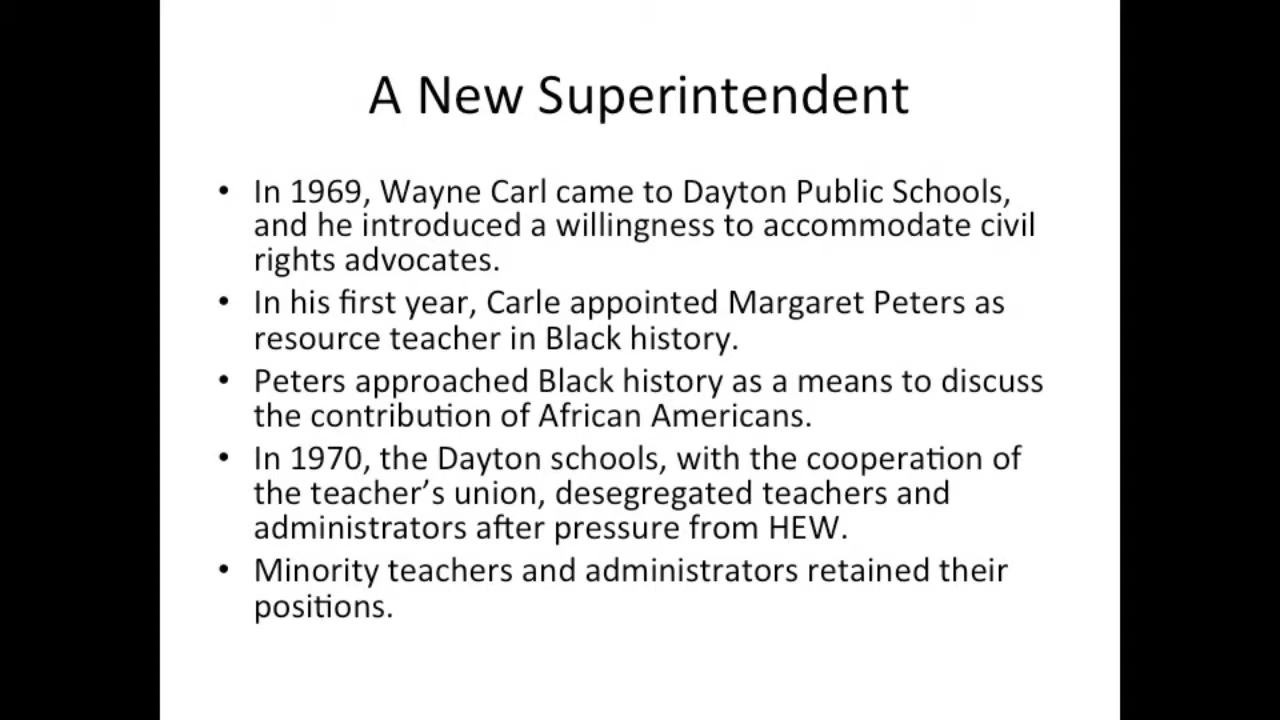 A New Superintendent
• In 1969, Wayne Carl came to Dayton Public Schools,
and he introduced a willingness to accommodate civil
rights advocates.
• In his first year, Carle appointed Margaret Peters as
resource teacher in Black history.
• Peters approached Black history as a means to discuss
the contribution of African Americans.
• In 1970, the Dayton schools, with the cooperation of
the teacher’s union, desegregated teachers and
administrators after pressure from HEW.
• Minority teachers and administrators retained their
positions.